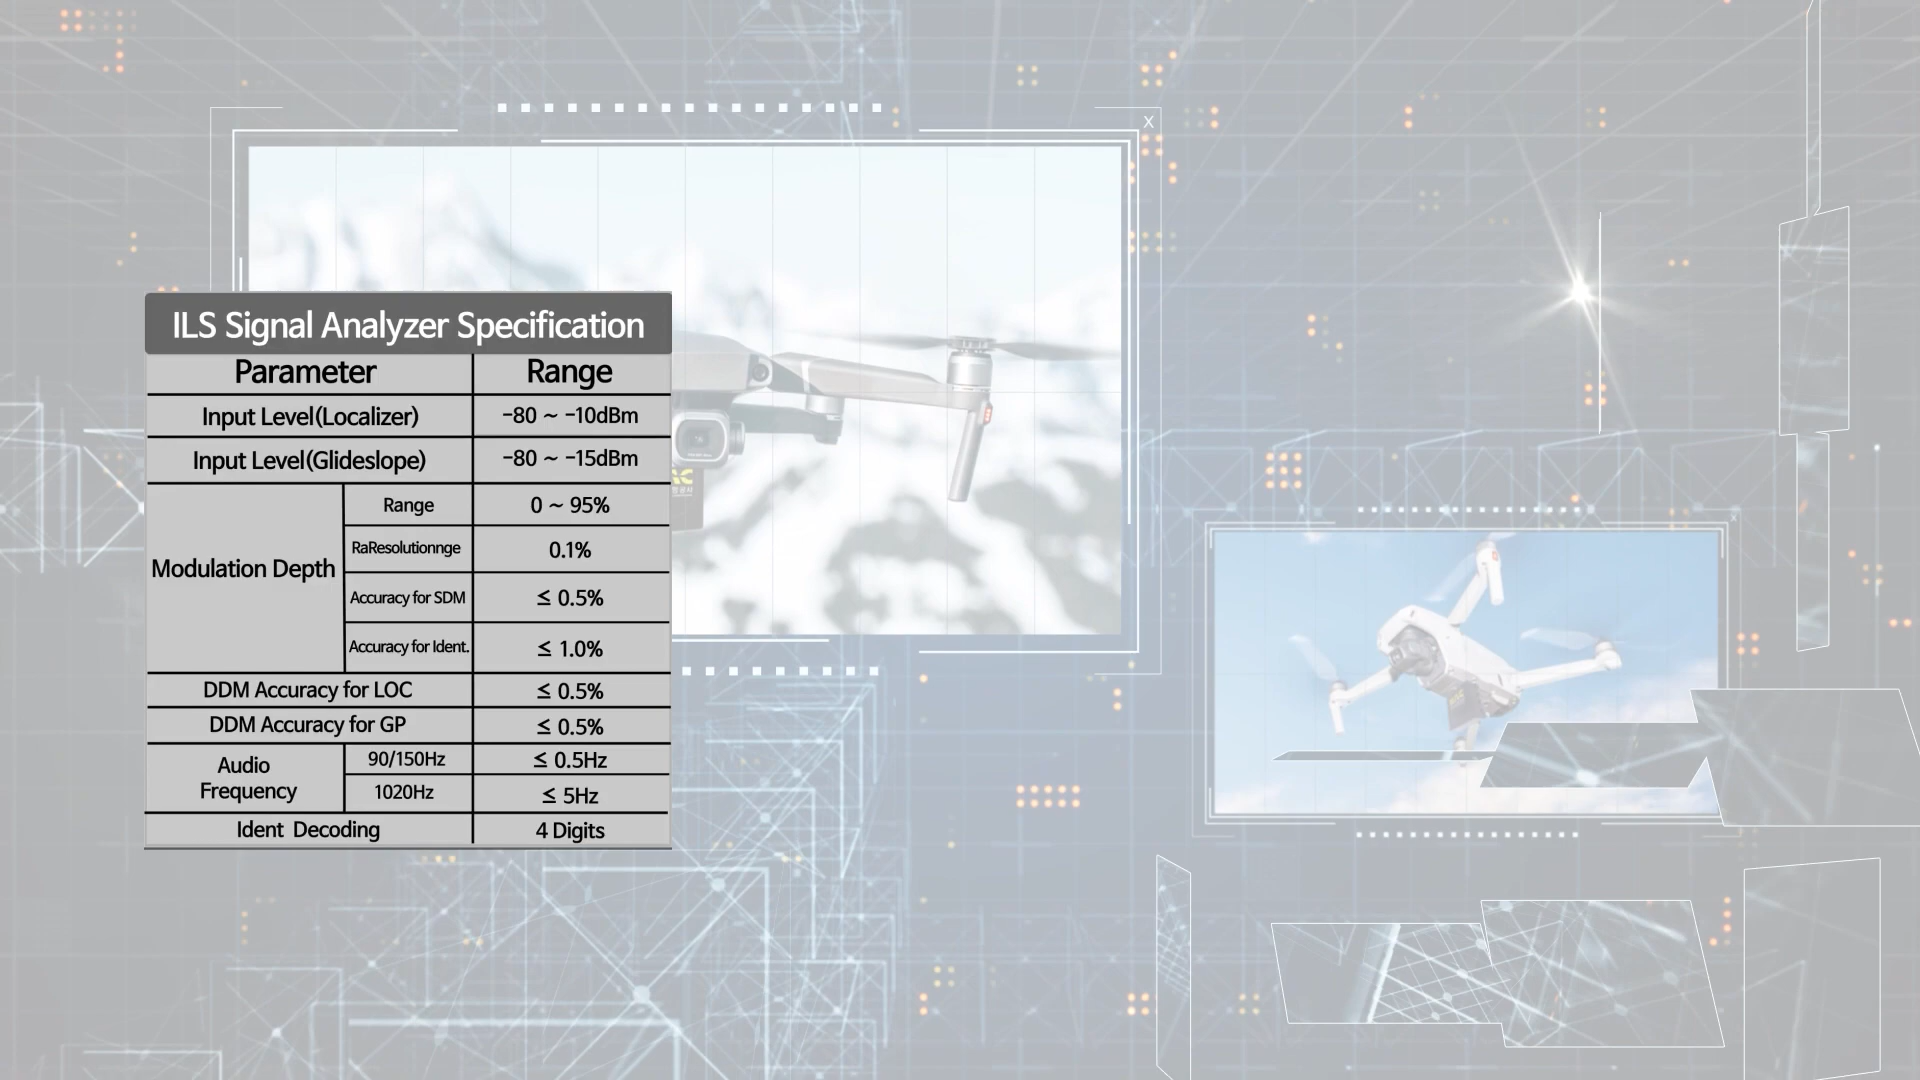 X
ILS Signal Analyzer Specification
Parameter Range
Input Level(Localizer) -80 ~ -10dBm
Input Level(Glideslope) -80 ~ -15dBm
Modulation Depth
Range 0 ~ 95%
RaResolutionnge 0.1%
Accuracy for SDM ≤ 0.5%
Accuracy for Ident. ≤ 1.0%
DDM Accuracy for LOC ≤ 0.5%
DDM Accuracy for GP ≤ 0.5%
Audio
Frequency
90/150Hz ≤ 0.5Hz
1020Hz ≤ 5Hz
Ident Decoding 4 Digits